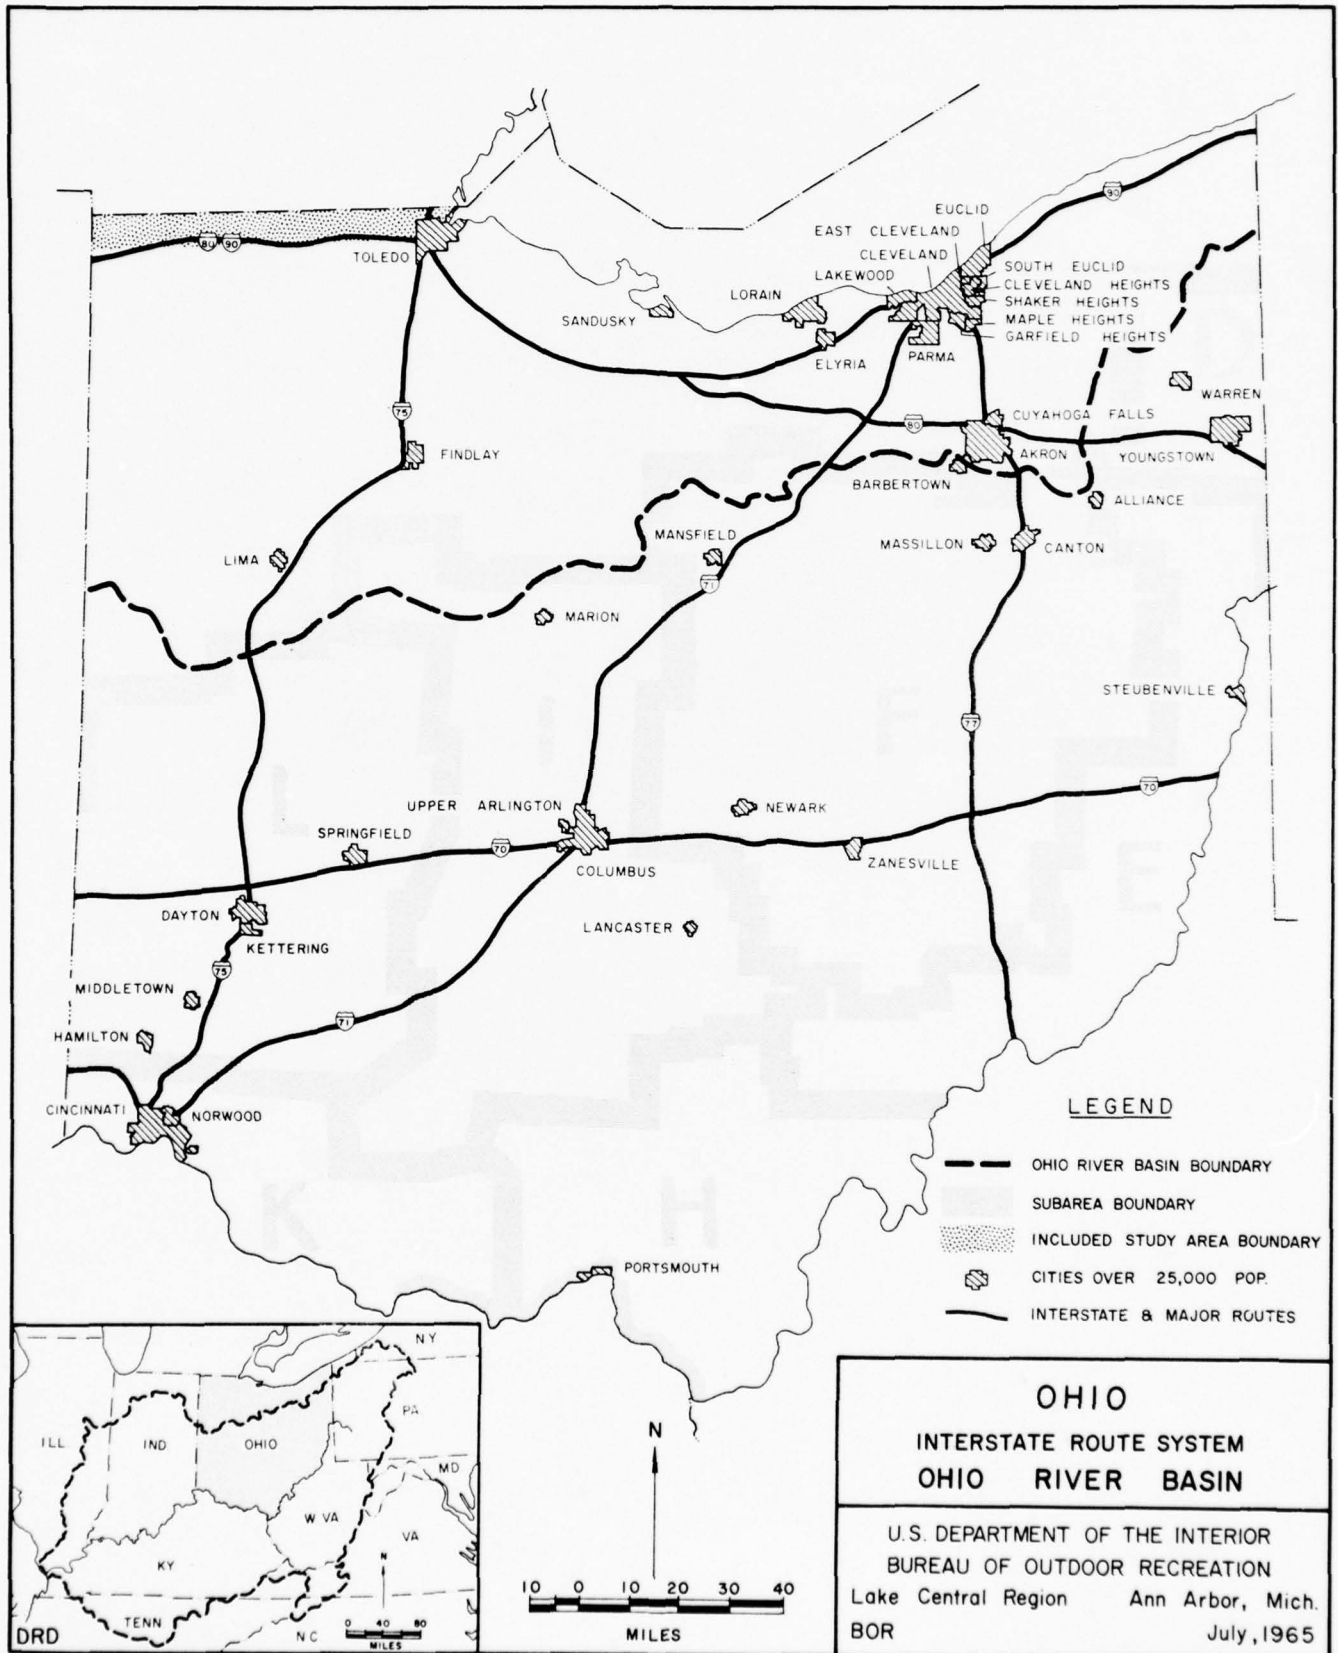 90
EUCLID
EAST CLEVELAND
CLEVELAND
LAKEWOOD
SOUTH EUCLID
CLEVELAND HEIGHTS
SHAKER HEIGHTS
MAPLE HEIGHTS
GARFIELD HEIGHTS
80 90
TOLEDO
LORAIN
SANDUSKY
ELYRIA
PARMA
WARREN
75
80
CUYAHOGA FALLS
FINDLAY
AKRON
YOUNGSTOWN
BARBERTOWN
ALLIANCE
MANSFIELD
MASSILLON
CANTON
LIMA
71
MARION
STEUBENVILLE
77
70
UPPER ARLINGTON
NEWARK
SPRINGFIELD
70
ZANESVILLE
COLUMBUS
DAYTON
LANCASTER
KETTERING
75
MIDDLETOWN
71
HAMILTON
CINCINNATI
NORWOOD
PORTSMOUTH
LEGEND
OHIO RIVER BASIN BOUNDARY
SUBAREA BOUNDARY
INCLUDED STUDY AREA BOUNDARY
CITIES OVER 25,000 POP.
INTERSTATE & MAJOR ROUTES
NY
PA
ILL
IND
OHIO
MD
W VA
VA
KY
N
TENN
NC
0 40 80
MILES
DRD
N
10 0 10 20 30 40
MILES
OHIO
INTERSTATE ROUTE SYSTEM
OHIO RIVER BASIN
U.S. DEPARTMENT OF THE INTERIOR
BUREAU OF OUTDOOR RECREATION
Lake Central Region Ann Arbor, Mich.
BOR July, 1965